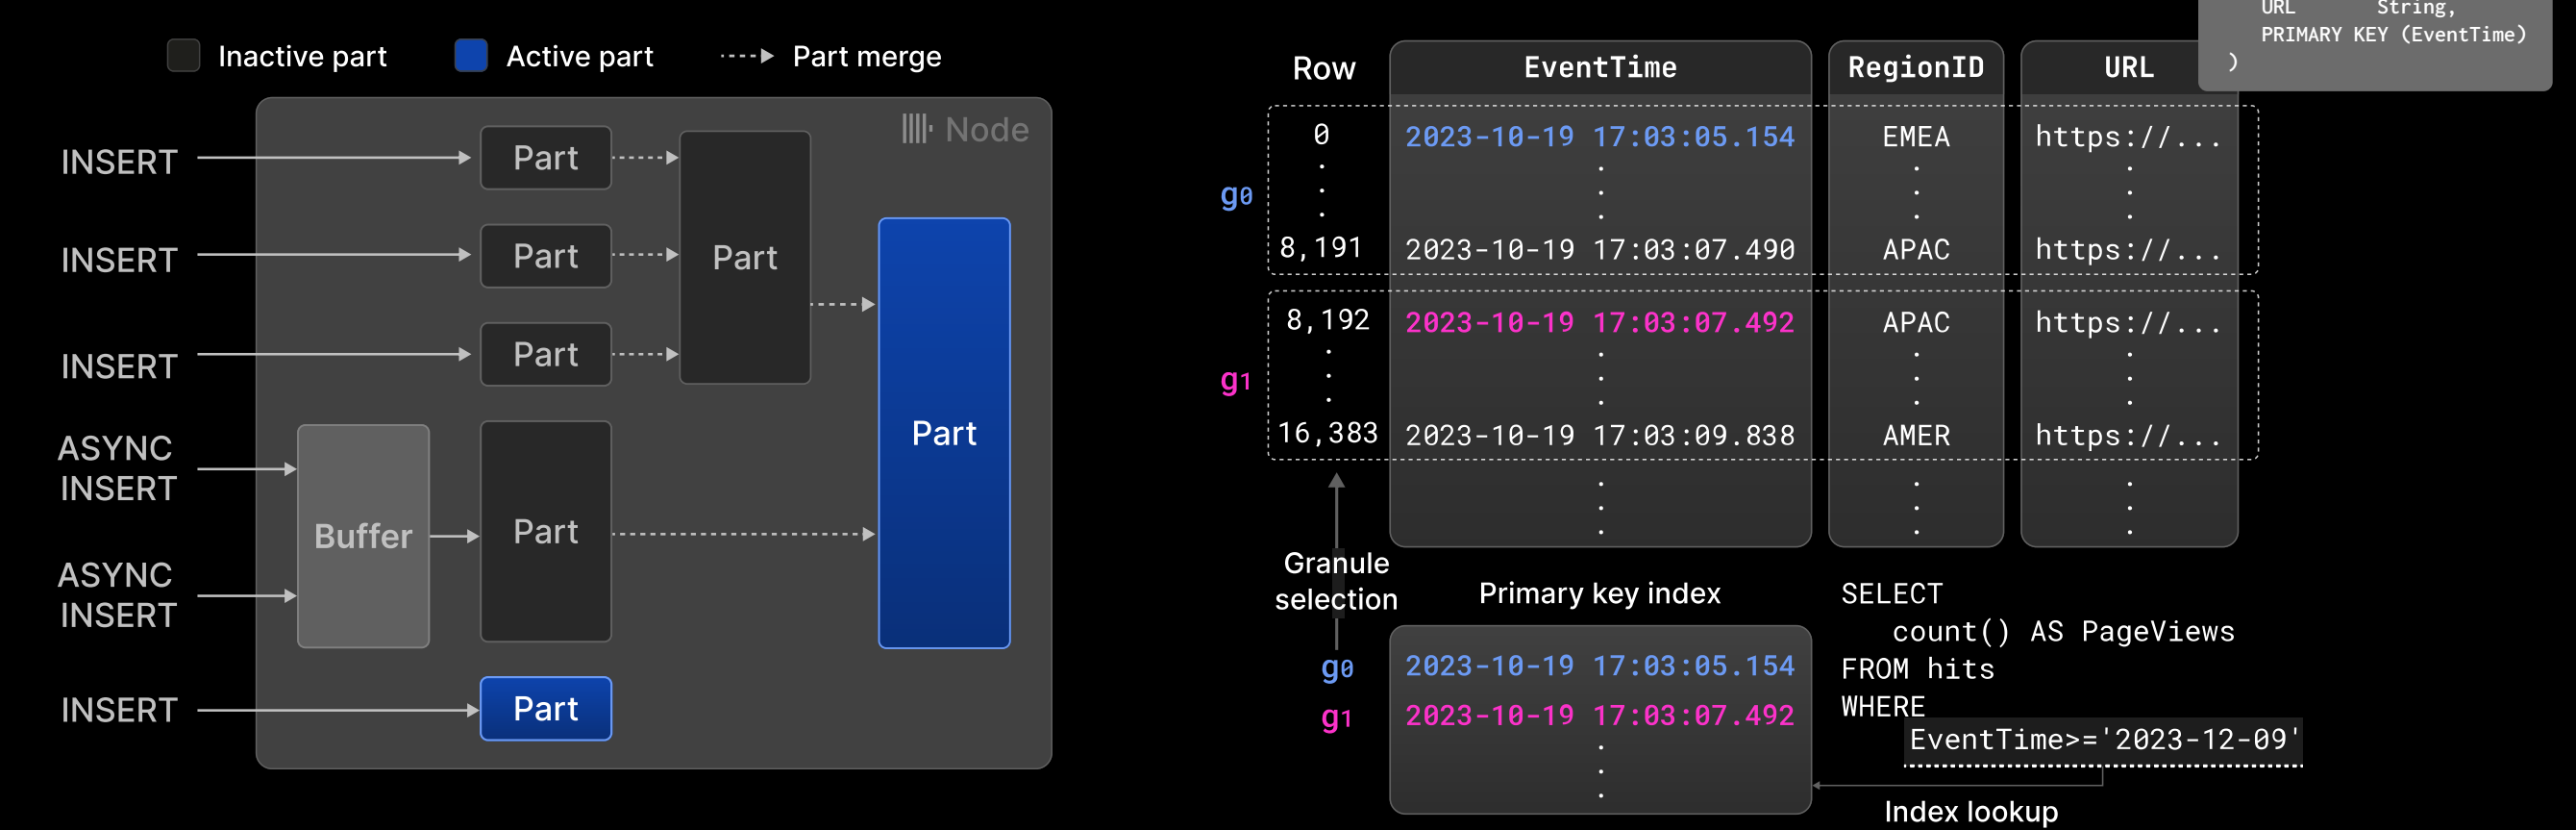 Inactive part
Active part
Part merge
Node
INSERT
Part
INSERT
Part
INSERT
Part
Part
ASYNC
INSERT
ASYNC
INSERT
Buffer
Part
Part
INSERT
Part
URL String,
PRIMARY KEY (EventTime)
)
Row EventTime RegionID URL
g0
0 2023-10-19 17:03:05.154 EMEA https://...
8,191 2023-10-19 17:03:07.490 APAC https://...
g1
8,192 2023-10-19 17:03:07.492 APAC https://...
16,383 2023-10-19 17:03:09.838 AMER https://...
Granule
selection
Primary key index
g0 2023-10-19 17:03:05.154
g1 2023-10-19 17:03:07.492
SELECT
count() AS PageViews
FROM hits
WHERE
EventTime>='2023-12-09'
Index lookup